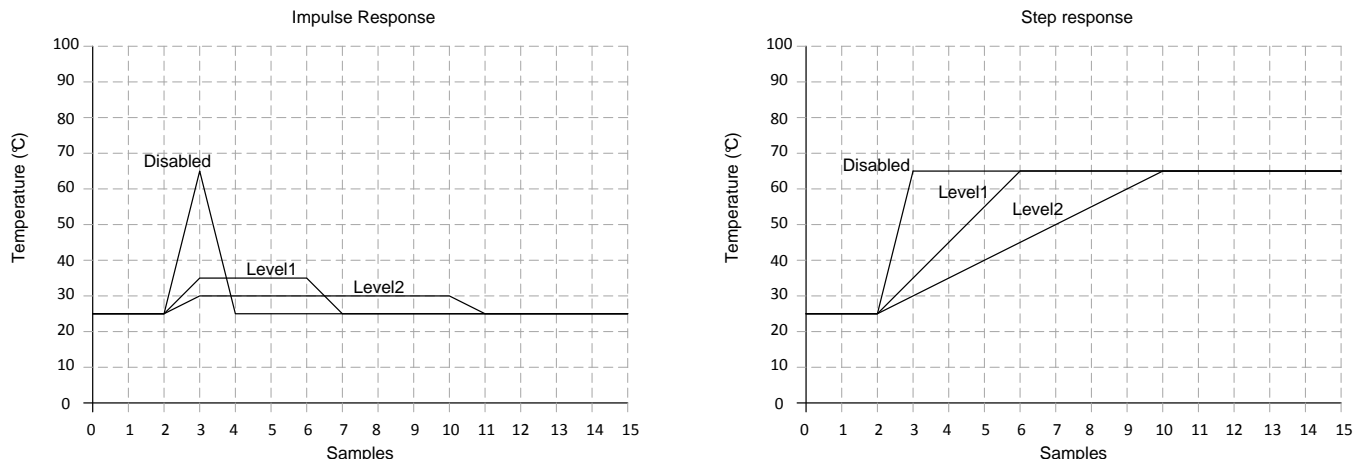 Impulse Response
100
90
80
70
60
50
40
30
20
10
0
Temperature (°C)
Disabled
Level1
Level2
0 1 2 3 4 5 6 7 8 9 10 11 12 13 14 15
Samples
Step response
100
90
80
70
60
50
40
30
20
10
0
Temperature (°C)
Disabled
Level1
Level2
0 1 2 3 4 5 6 7 8 9 10 11 12 13 14 15
Samples